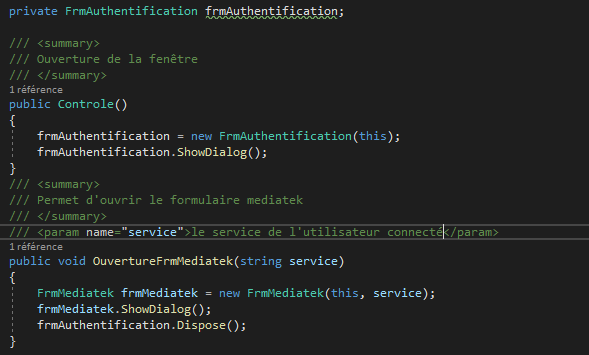 private FrmAuthentification frmAuthentification;
/// <summary>
/// Ouverture de la fenêtre
/// </summary>
1 référence
public Controle()
{
frmAuthentification = new FrmAuthentification(this);
frmAuthentification.ShowDialog();
}
/// <summary>
/// Permet d'ouvrir le formulaire mediatek
/// </summary>
/// <param name="service">le service de l'utilisateur connecté</param>
1 référence
public void OuvertureFrmMediatek(string service)
{
FrmMediatek frmMediatek = new FrmMediatek(this, service);
frmMediatek.ShowDialog();
frmAuthentification.Dispose();
}